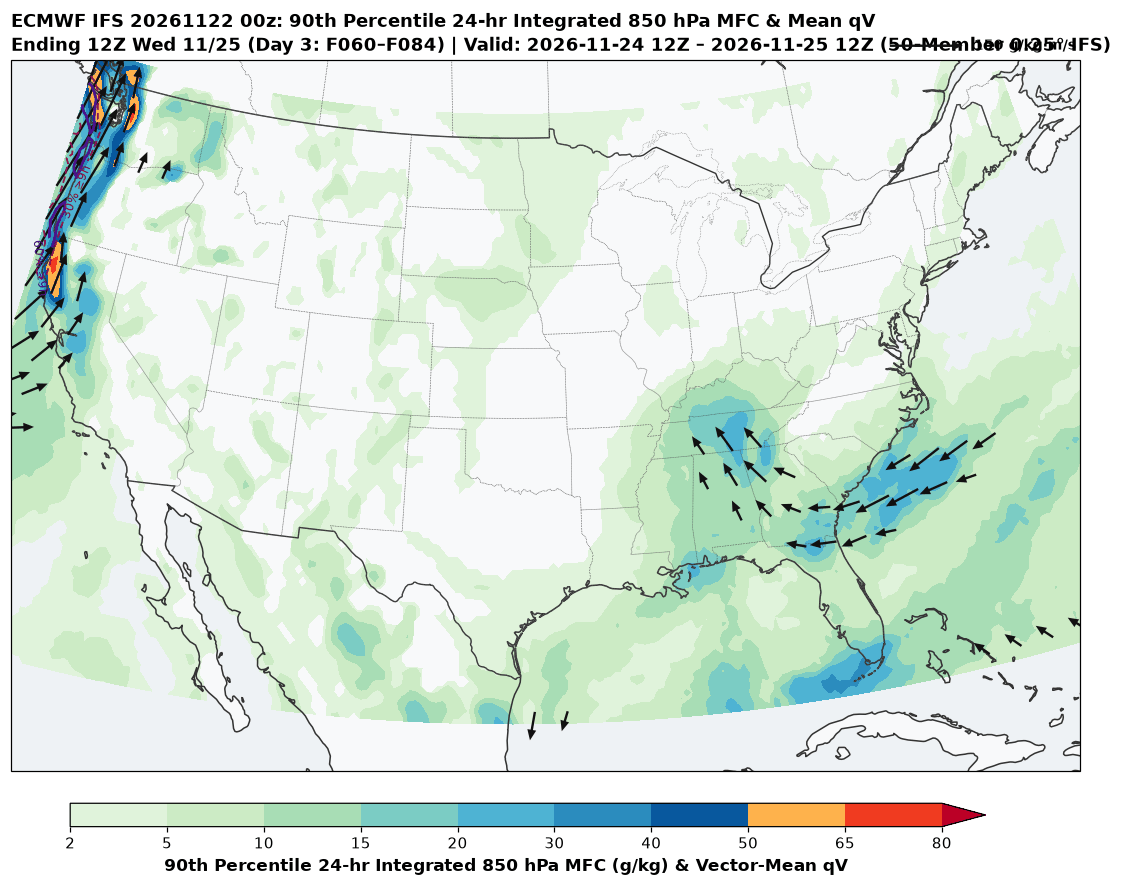 ECMWF IFS 20261122 00z: 90th Percentile 24-hr Integrated 850 hPa MFC & Mean qV
Ending 12Z Wed 11/25 (Day 3: F060–F084) | Valid: 2026-11-24 12Z – 2026-11-25 12Z (50-Member 0.25° IFS)
2 5 10 15 20 30 40 50 65 80
90th Percentile 24-hr Integrated 850 hPa MFC (g/kg) & Vector-Mean qV